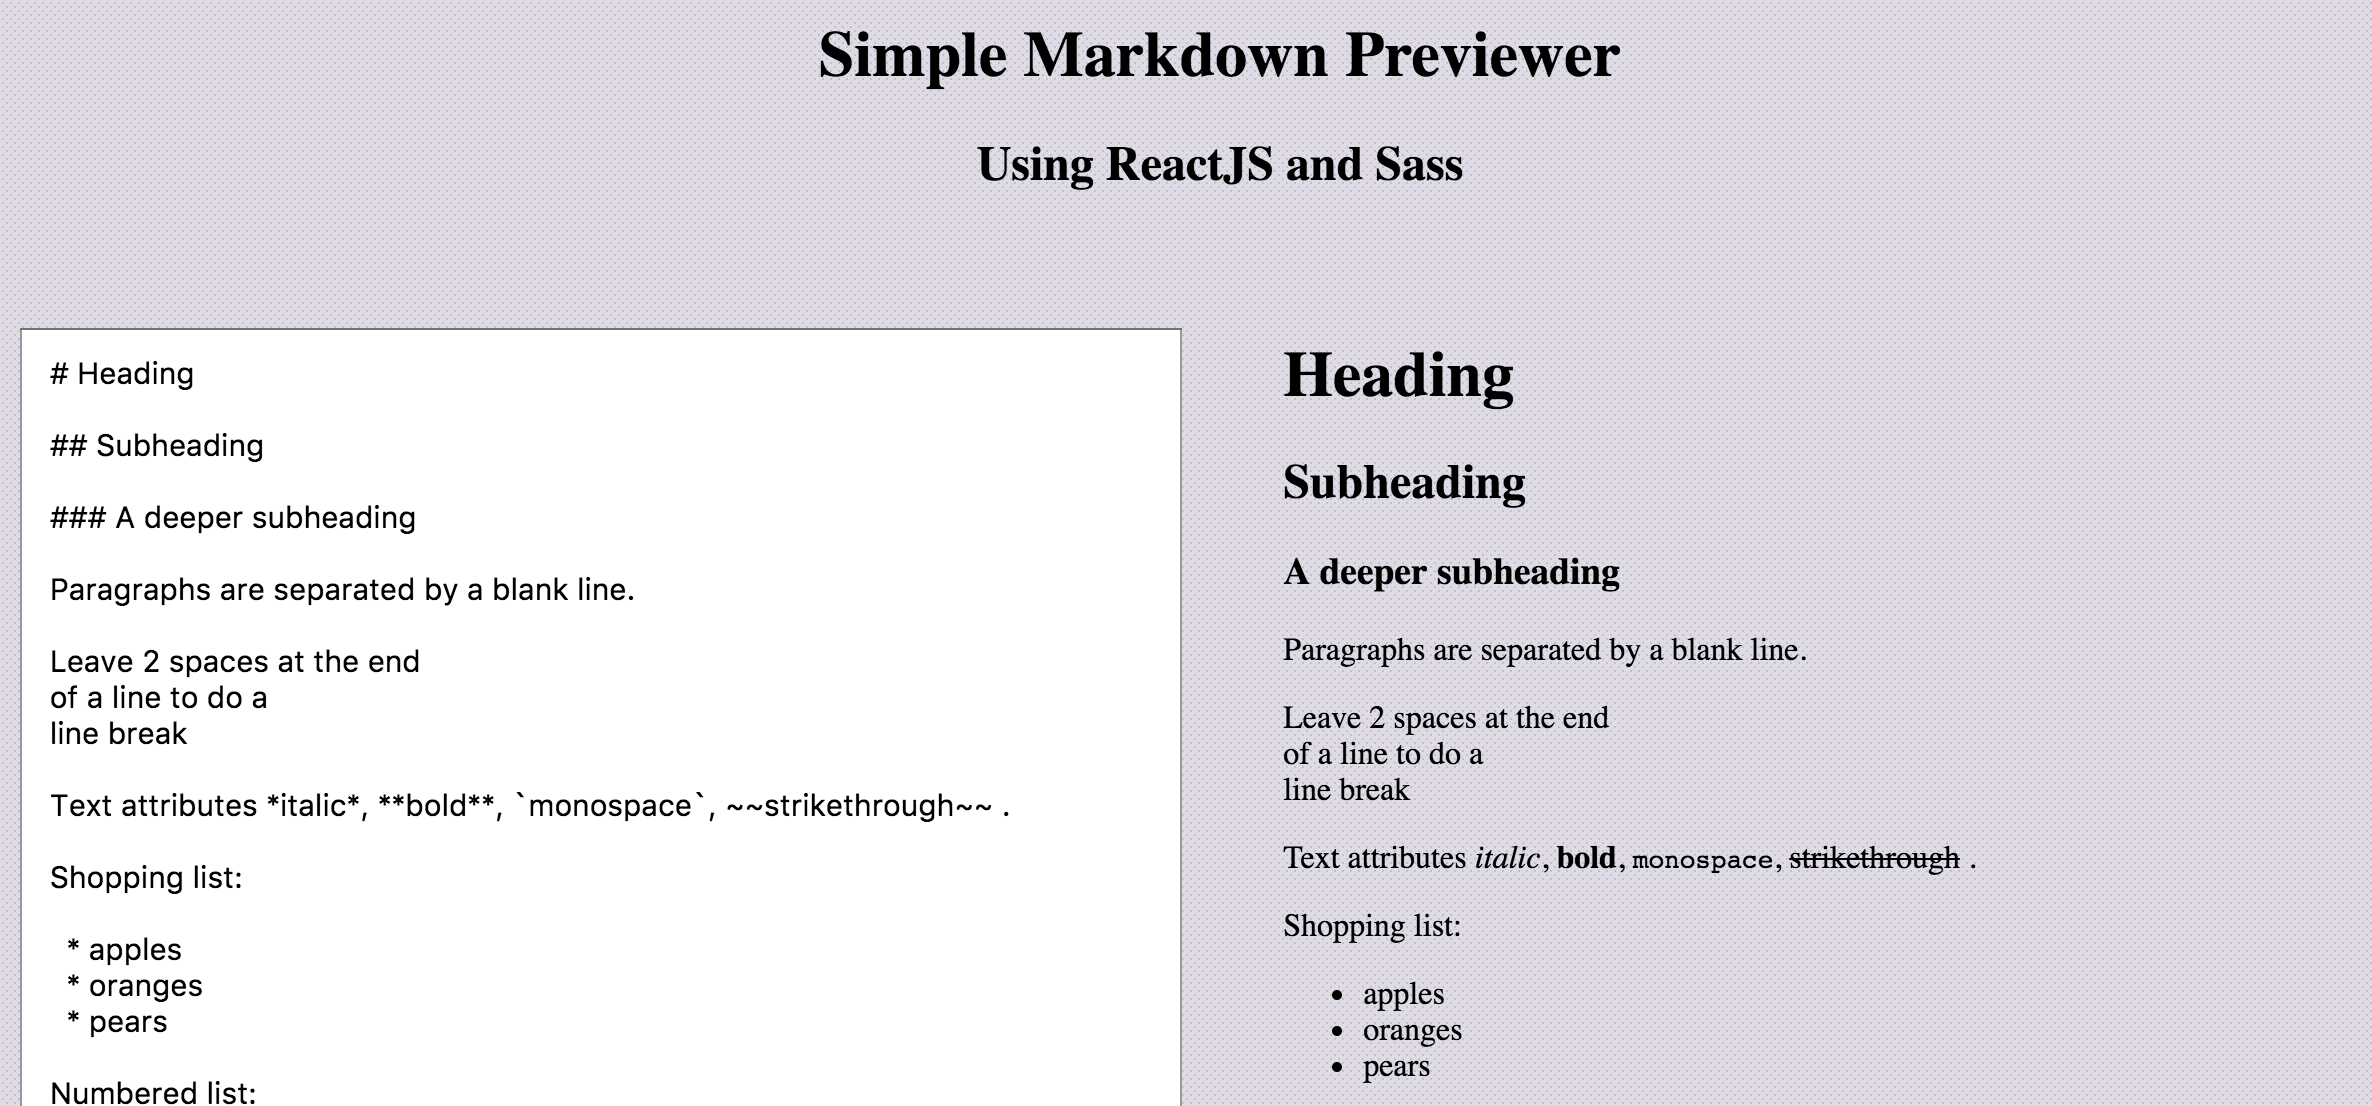 Simple Markdown Previewer
Using ReactJS and Sass
# Heading
## Subheading
### A deeper subheading
Paragraphs are separated by a blank line.
Leave 2 spaces at the end
of a line to do a
line break
Text attributes *italic*, **bold**, `monospace`, ~~strikethrough~~ .
Shopping list:
* apples
* oranges
* pears
Numbered list:
Heading
Subheading
A deeper subheading
Paragraphs are separated by a blank line.
Leave 2 spaces at the end
of a line to do a
line break
Text attributes italic, bold, monospace, strikethrough .
Shopping list:
• apples
• oranges
• pears